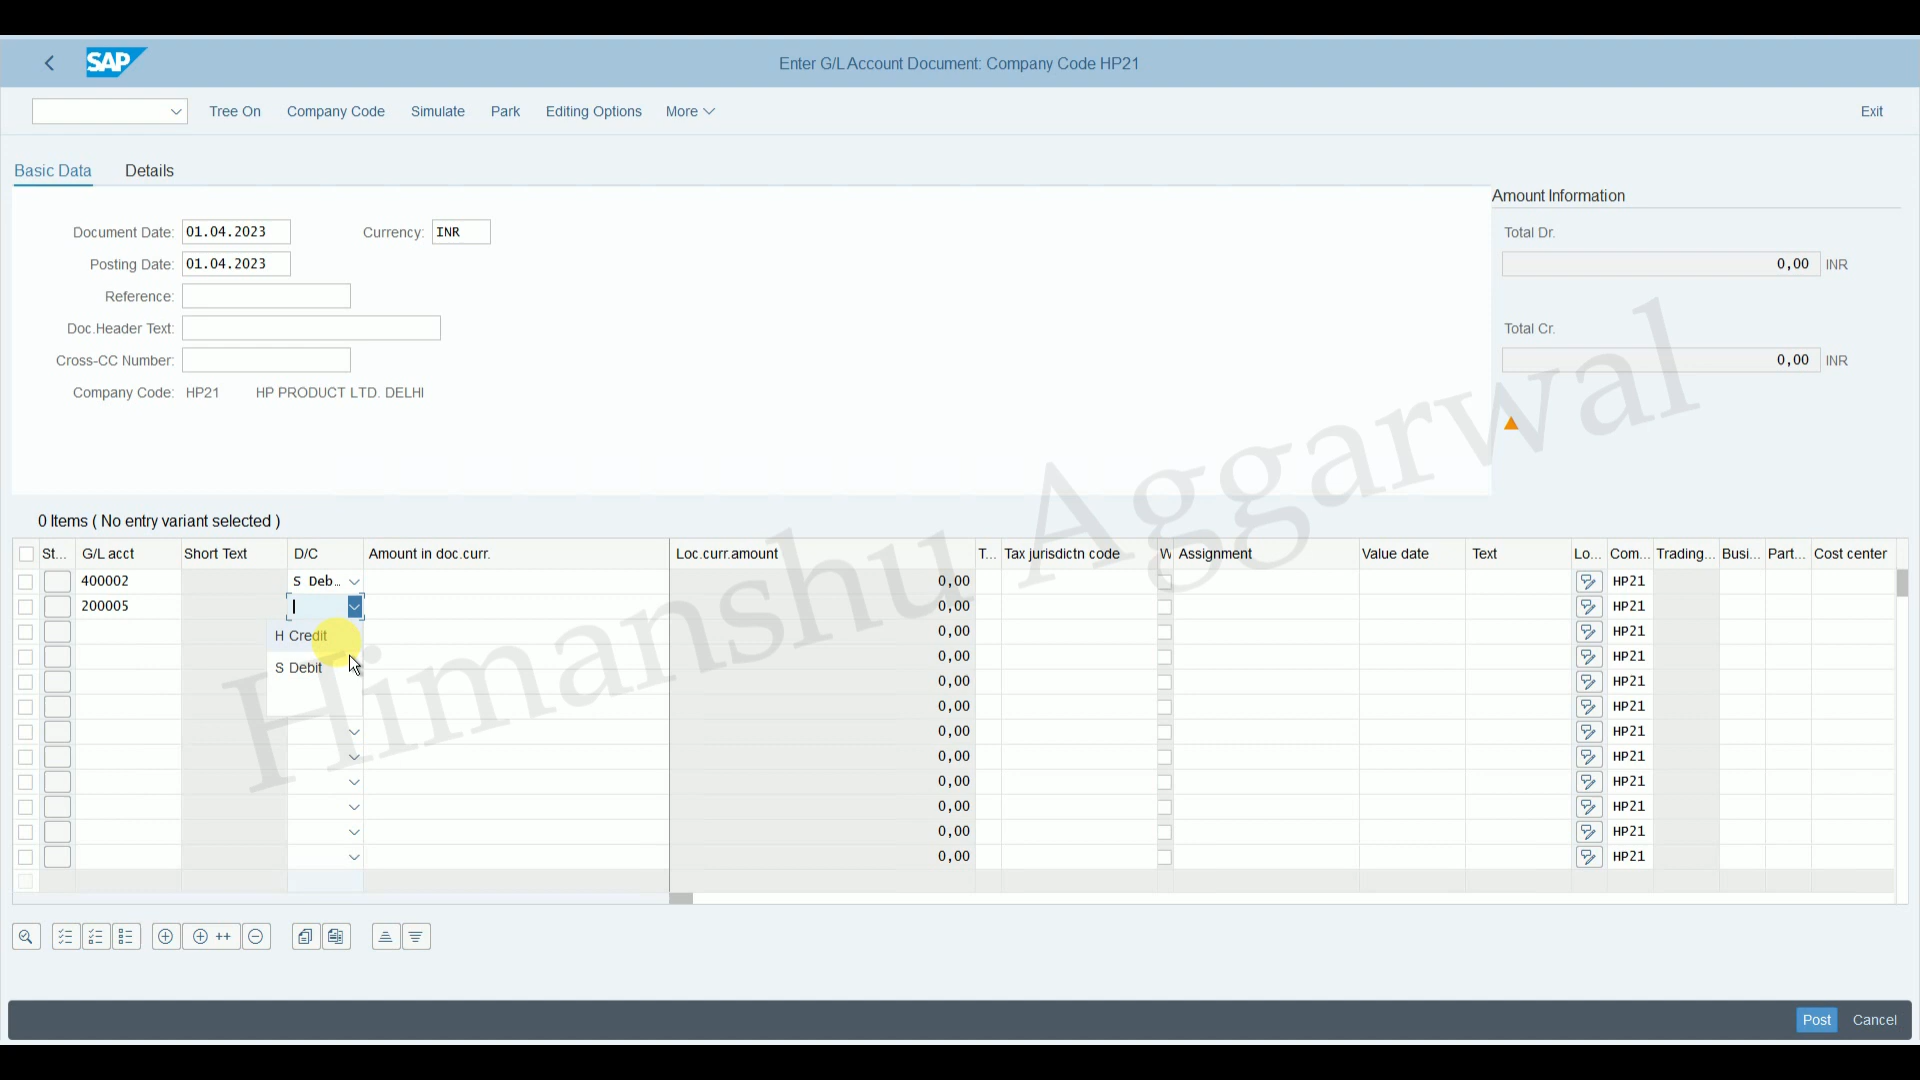 SAP
Enter G/L Account Document: Company Code HP21
Tree On Company Code Simulate Park Editing Options More Exit
Basic Data Details
Amount Information
Document Date: 01.04.2023 Currency: INR
Total Dr.
Posting Date: 01.04.2023
0,00 INR
Reference:
Doc.Header Text:
Total Cr.
Cross-CC Number:
0,00 INR
Company Code: HP21 HP PRODUCT LTD. DELHI
Himanshu Aggarwal
0 Items ( No entry variant selected )
St... G/L acct Short Text D/C Amount in doc.curr. Loc.curr.amount T... Tax jurisdictn code W Assignment Value date Text Lo... Com... Trading... Busi... Part... Cost center
400002 S Deb... 0,00 HP21
200005 0,00 HP21
H Credit 0,00 HP21
S Debit 0,00 HP21
0,00 HP21
0,00 HP21
0,00 HP21
0,00 HP21
0,00 HP21
0,00 HP21
0,00 HP21
0,00 HP21
++
Post Cancel